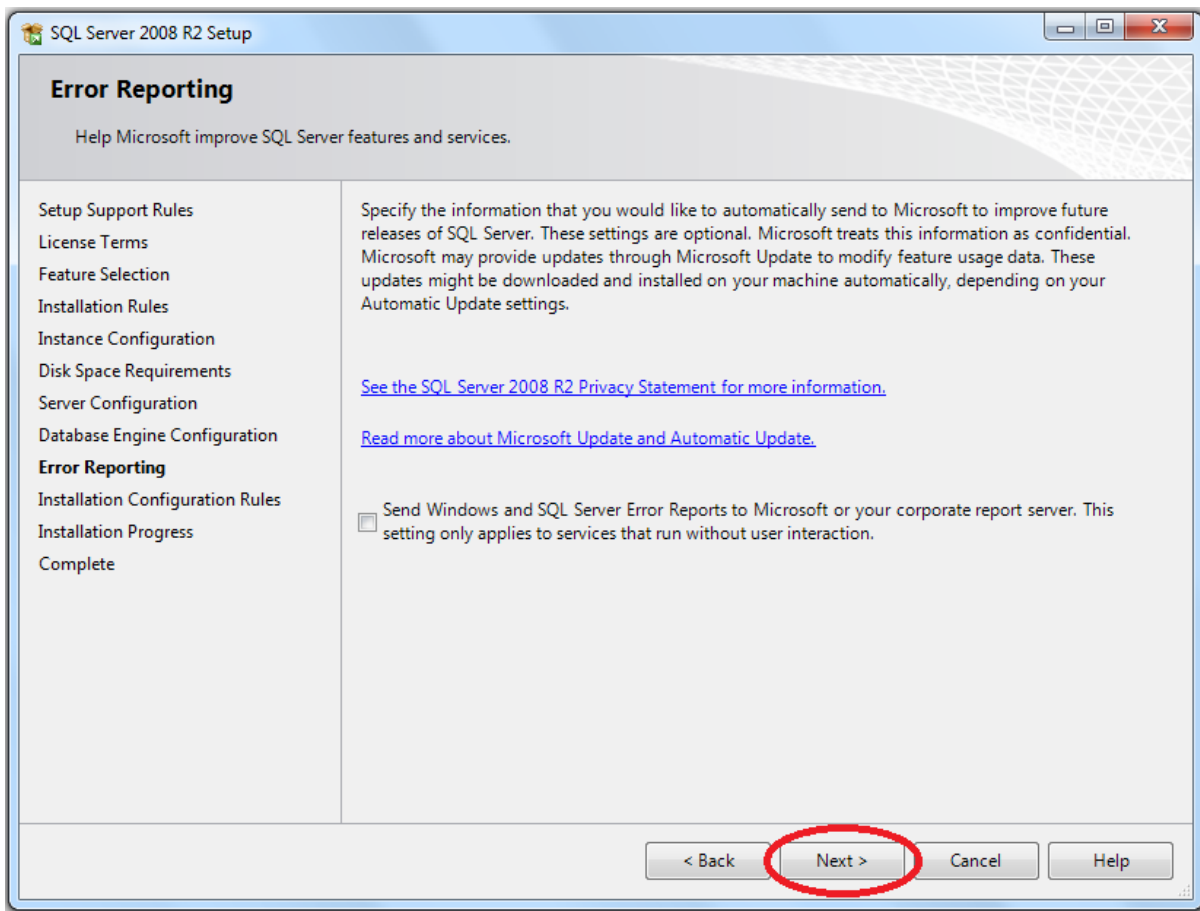 SQL Server 2008 R2 Setup
Error Reporting
Help Microsoft improve SQL Server features and services.
Setup Support Rules
License Terms
Feature Selection
Installation Rules
Instance Configuration
Disk Space Requirements
Server Configuration
Database Engine Configuration
Error Reporting
Installation Configuration Rules
Installation Progress
Complete
Specify the information that you would like to automatically send to Microsoft to improve future
releases of SQL Server. These settings are optional. Microsoft treats this information as confidential.
Microsoft may provide updates through Microsoft Update to modify feature usage data. These
updates might be downloaded and installed on your machine automatically, depending on your
Automatic Update settings.
See the SQL Server 2008 R2 Privacy Statement for more information.
Read more about Microsoft Update and Automatic Update.
Send Windows and SQL Server Error Reports to Microsoft or your corporate report server. This
setting only applies to services that run without user interaction.
< Back
Next >
Cancel
Help